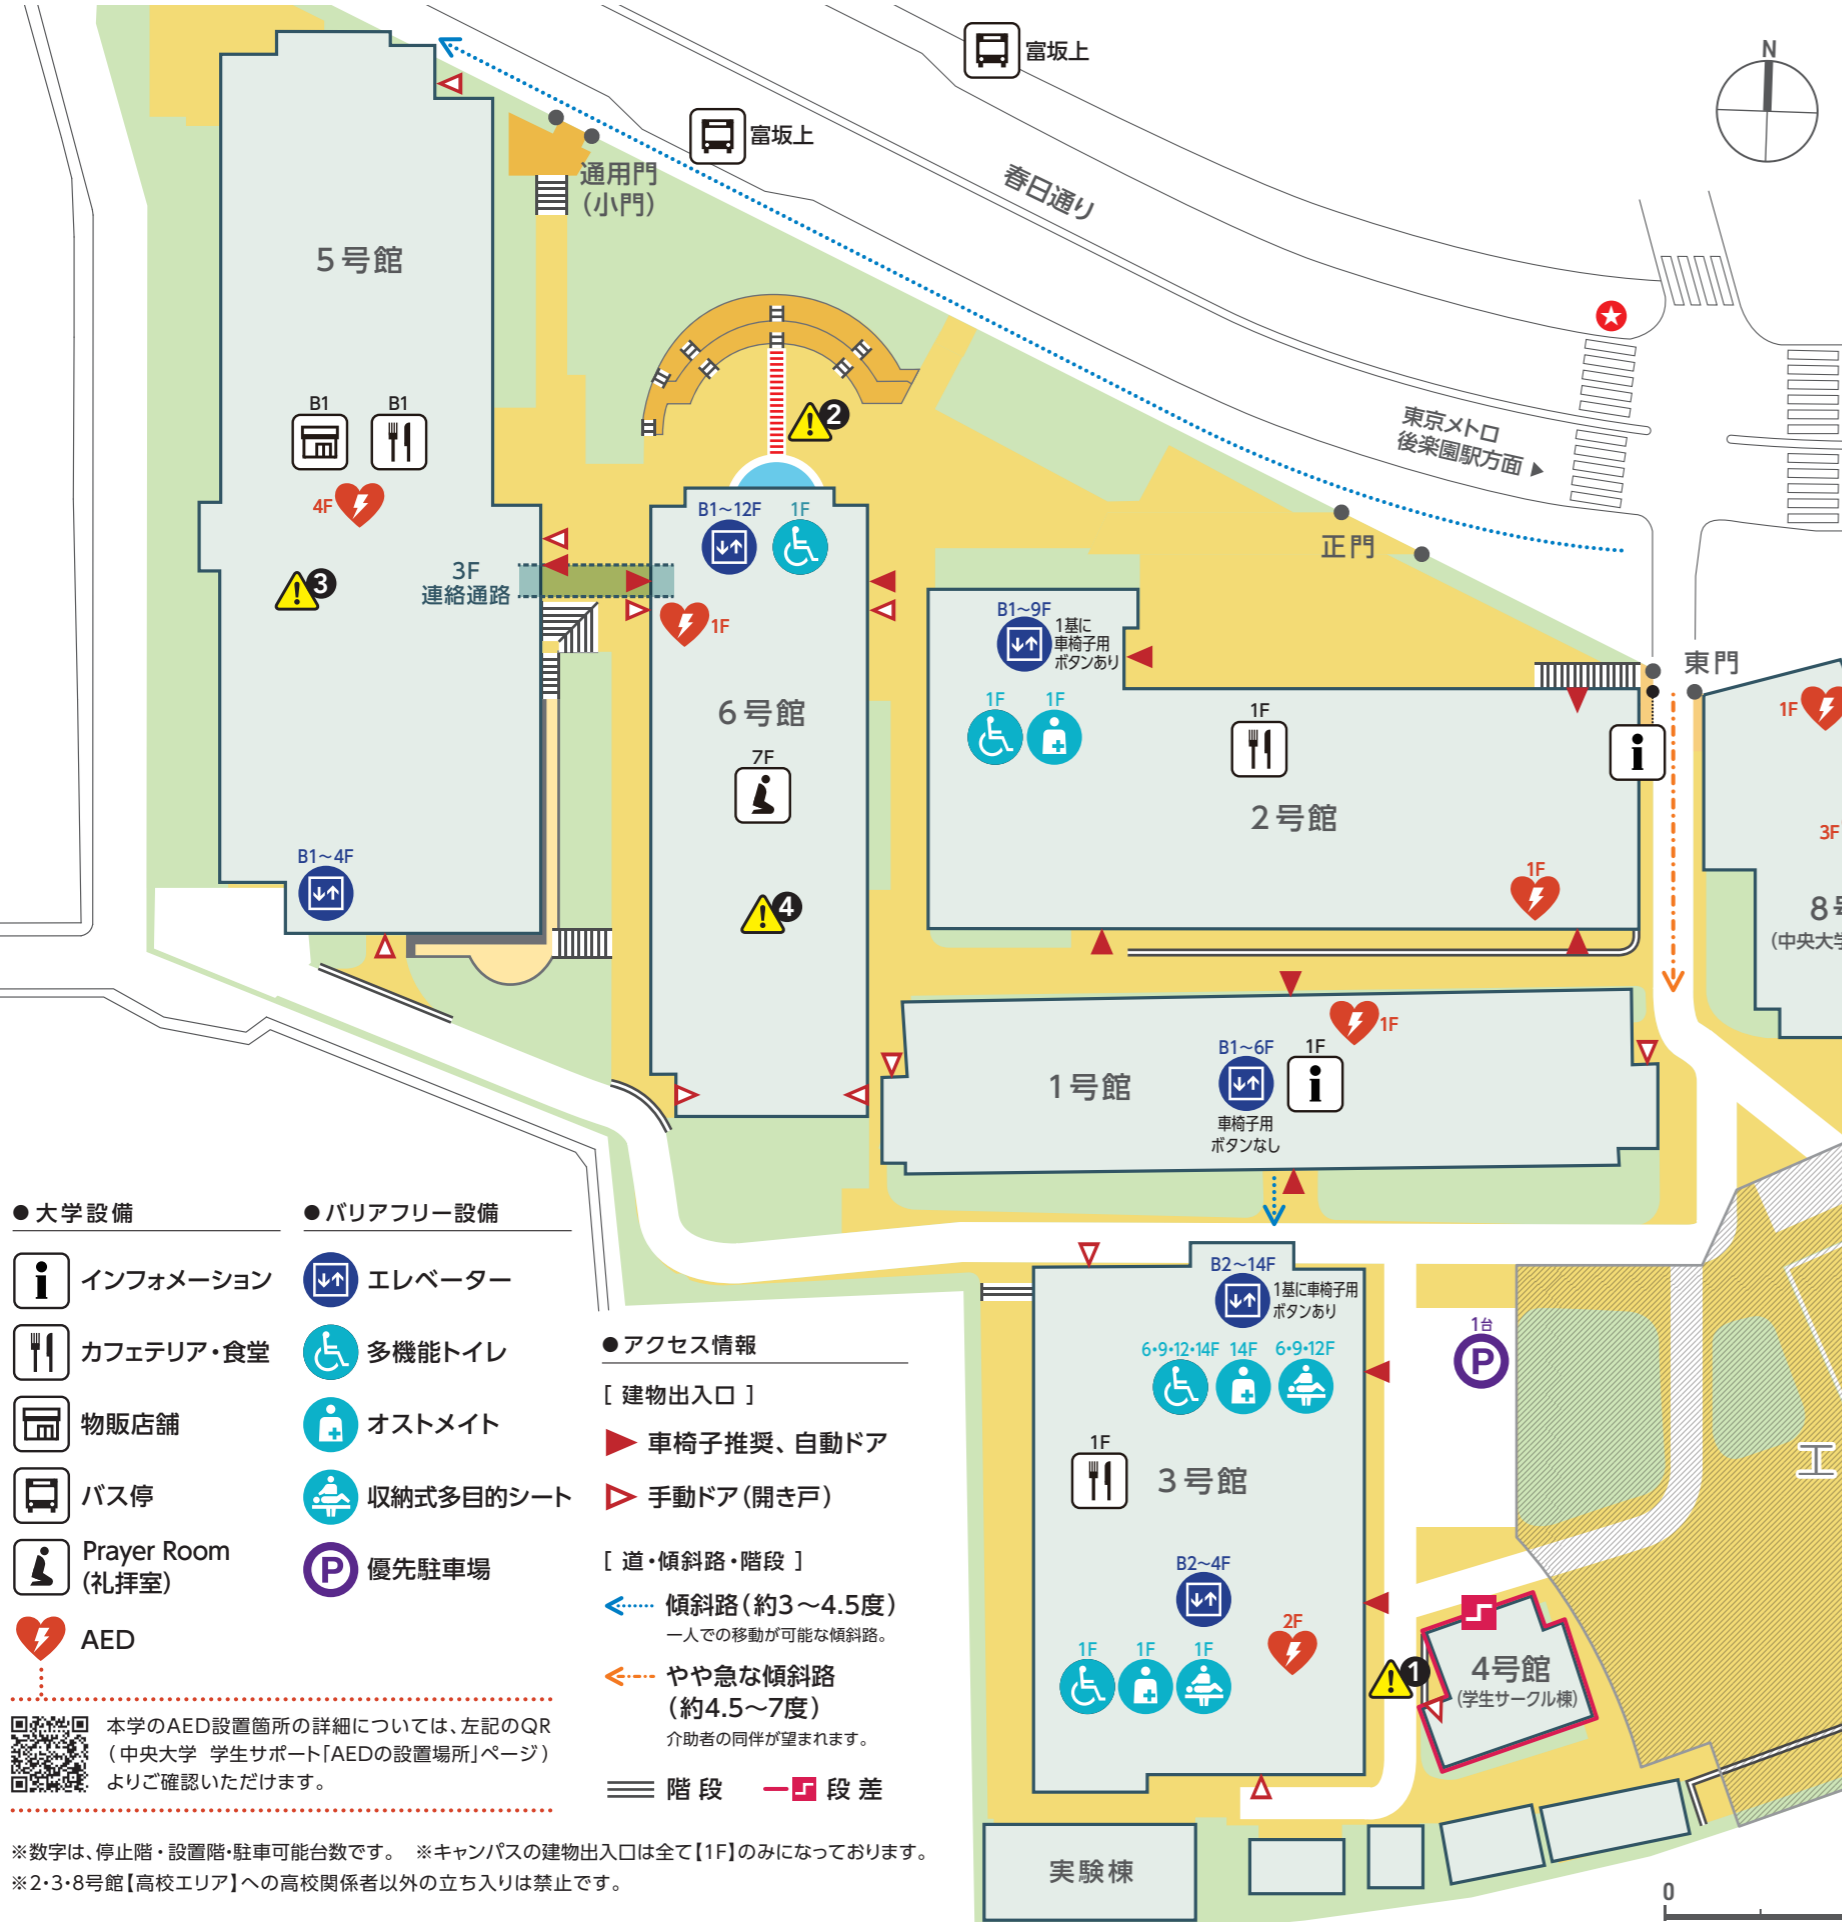 富坂上
N
富坂上
通用門
(小門)
春日通り
5号館
B1
B1
4F
東京メトロ
後楽園駅方面 ▶
2
B1~12F
1F
正門
3F
連絡通路
3
1F
B1~9F
1基に
車椅子用
ボタンあり
東門
1F
1F
6号館
7F
1F
i
1F
2号館
3F
B1~4F
4
1F
8号
(中央大学
1F
B1~6F
1F
i
1号館
車椅子用
ボタンなし
B2~14F
1基に車椅子用
ボタンあり
6・9・12・14F
14F
6・9・12F
1台
P
1F
3号館
工
B2~4F
2F
1F
1F
1F
1
4号館
(学生サークル棟)
実験棟
0
●大学設備
i インフォメーション
カフェテリア・食堂
物販店舗
バス停
Prayer Room
(礼拝室)
AED
●バリアフリー設備
エレベーター
多機能トイレ
オストメイト
収納式多目的シート
P 優先駐車場
本学のAED設置箇所の詳細については、左記のQR
(中央大学 学生サポート「AEDの設置場所」ページ)
よりご確認いただけます。
●アクセス情報
[ 建物出入口 ]
車椅子推奨、自動ドア
手動ドア(開き戸)
[ 道・傾斜路・階段 ]
傾斜路(約3~4.5度)
一人での移動が可能な傾斜路。
やや急な傾斜路
(約4.5~7度)
介助者の同伴が望まれます。
階段
段差
※数字は、停止階・設置階・駐車可能台数です。 ※キャンパスの建物出入口は全て【1F】のみになっております。
※2・3・8号館【高校エリア】への高校関係者以外の立ち入りは禁止です。